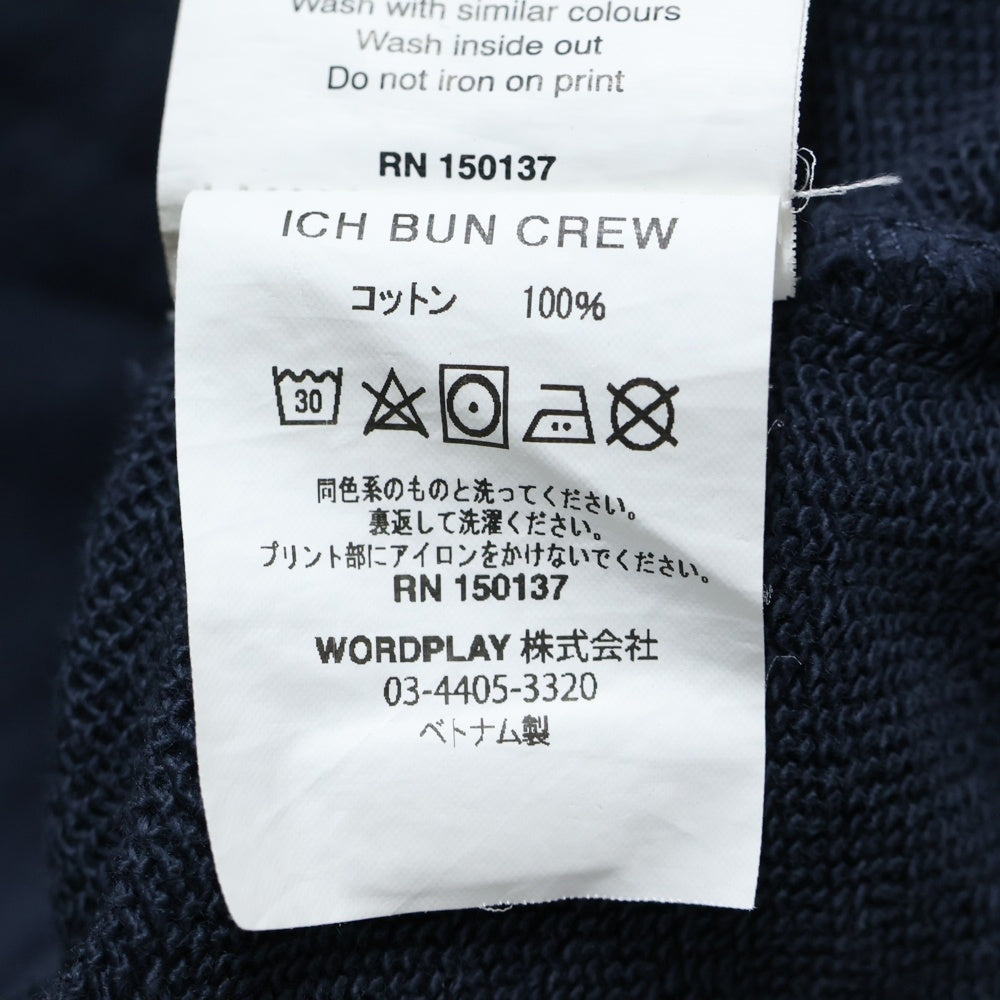 Wash with similar colours
Wash inside out
Do not iron on print
RN 150137
ICH BUN CREW
コットン 100%
30
同色系のものと洗ってください。
裏返して洗濯ください。
プリント部にアイロンをかけないでください。
RN 150137
WORDPLAY 株式会社
03-4405-3320
ベトナム製